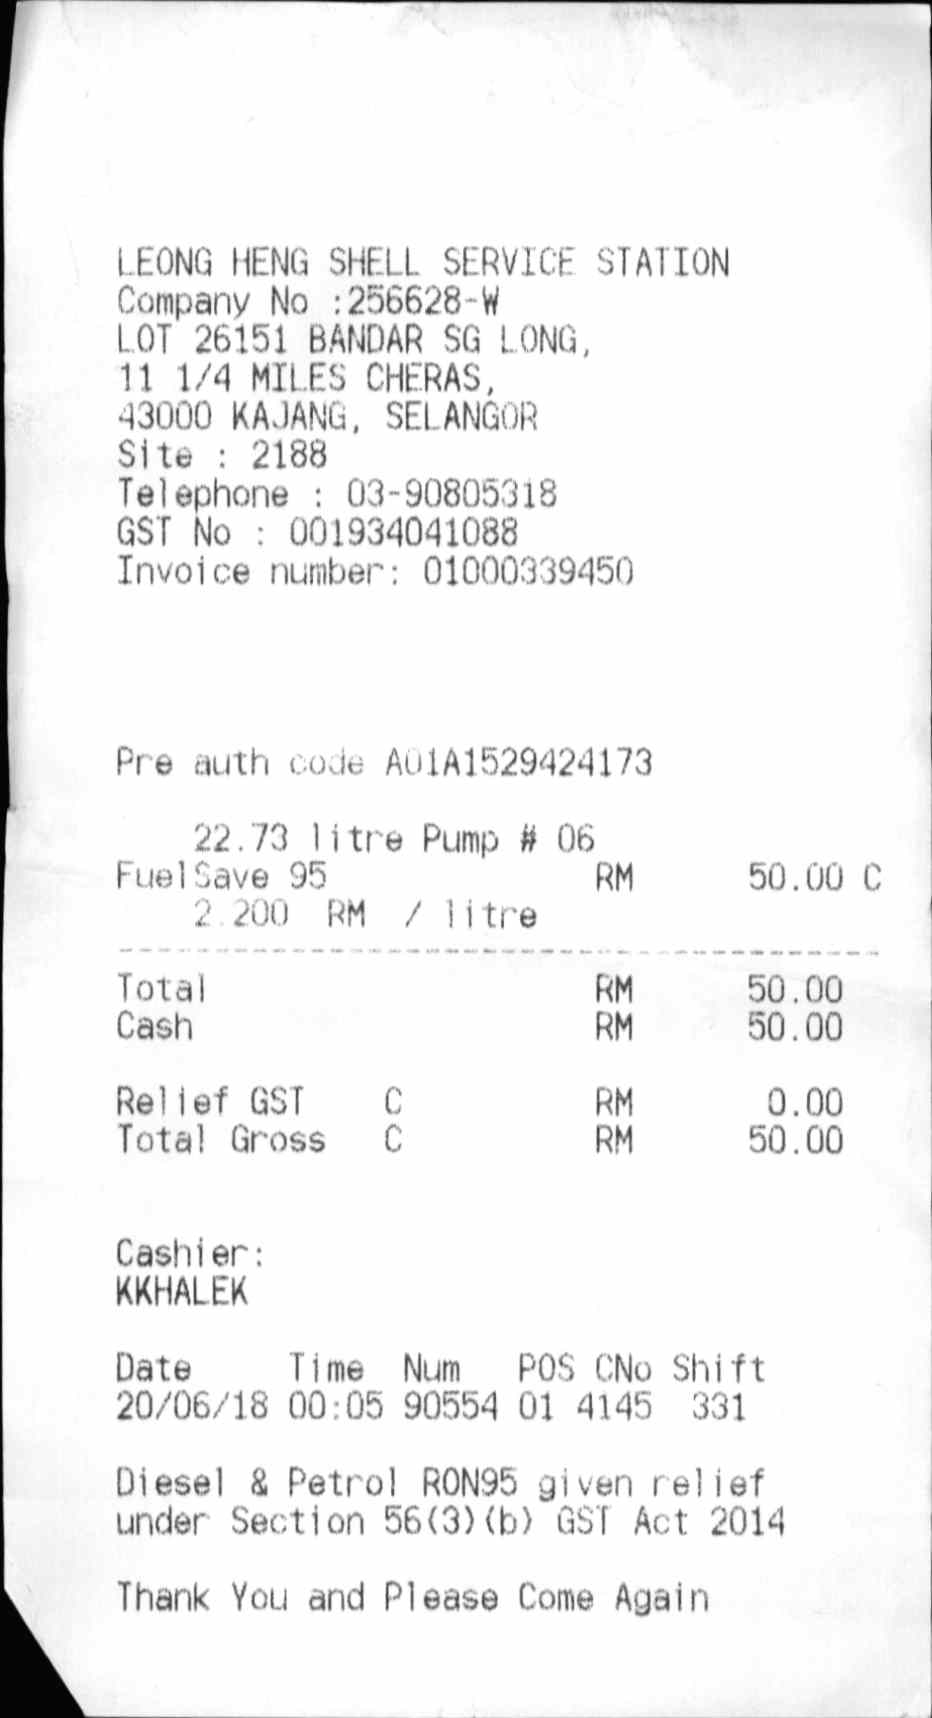 LEONG HENG SHELL SERVICE STATION
Company No :256628-W
LOT 26151 BANDAR SG LONG,
11 1/4 MILES CHERAS,
43000 KAJANG, SELANGOR
Site : 2188
Telephone : 03-90805318
GST No : 001934041088
Invoice number: 01000339450
Pre auth code A01A1529424173
22.73 litre Pump # 06
FuelSave 95 RM 50.00 C
2.200 RM / litre
Total RM 50.00
Cash RM 50.00
Relief GST C RM 0.00
Total Gross C RM 50.00
Cashier:
KKHALEK
Date Time Num POS CNo Shift
20/06/18 00:05 90554 01 4145 331
Diesel & Petrol RON95 given relief
under Section 56(3)(b) GST Act 2014
Thank You and Please Come Again